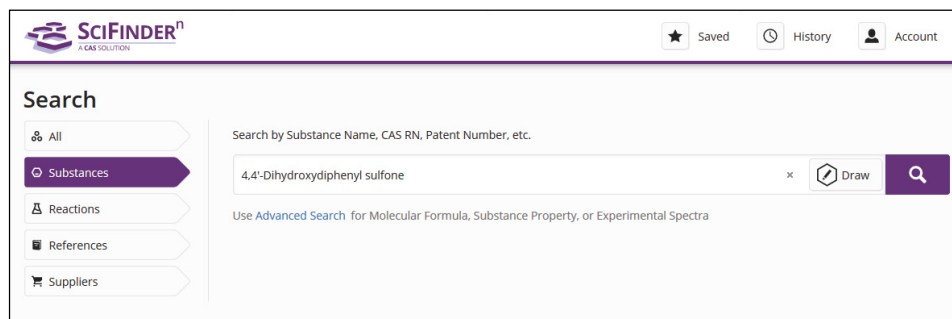 SCIFINDERⁿ
A CAS SOLUTION
Saved
History
Account
Search
All
Substances
Reactions
References
Suppliers
Search by Substance Name, CAS RN, Patent Number, etc.
4,4'-Dihydroxydiphenyl sulfone
× Draw
Use Advanced Search for Molecular Formula, Substance Property, or Experimental Spectra